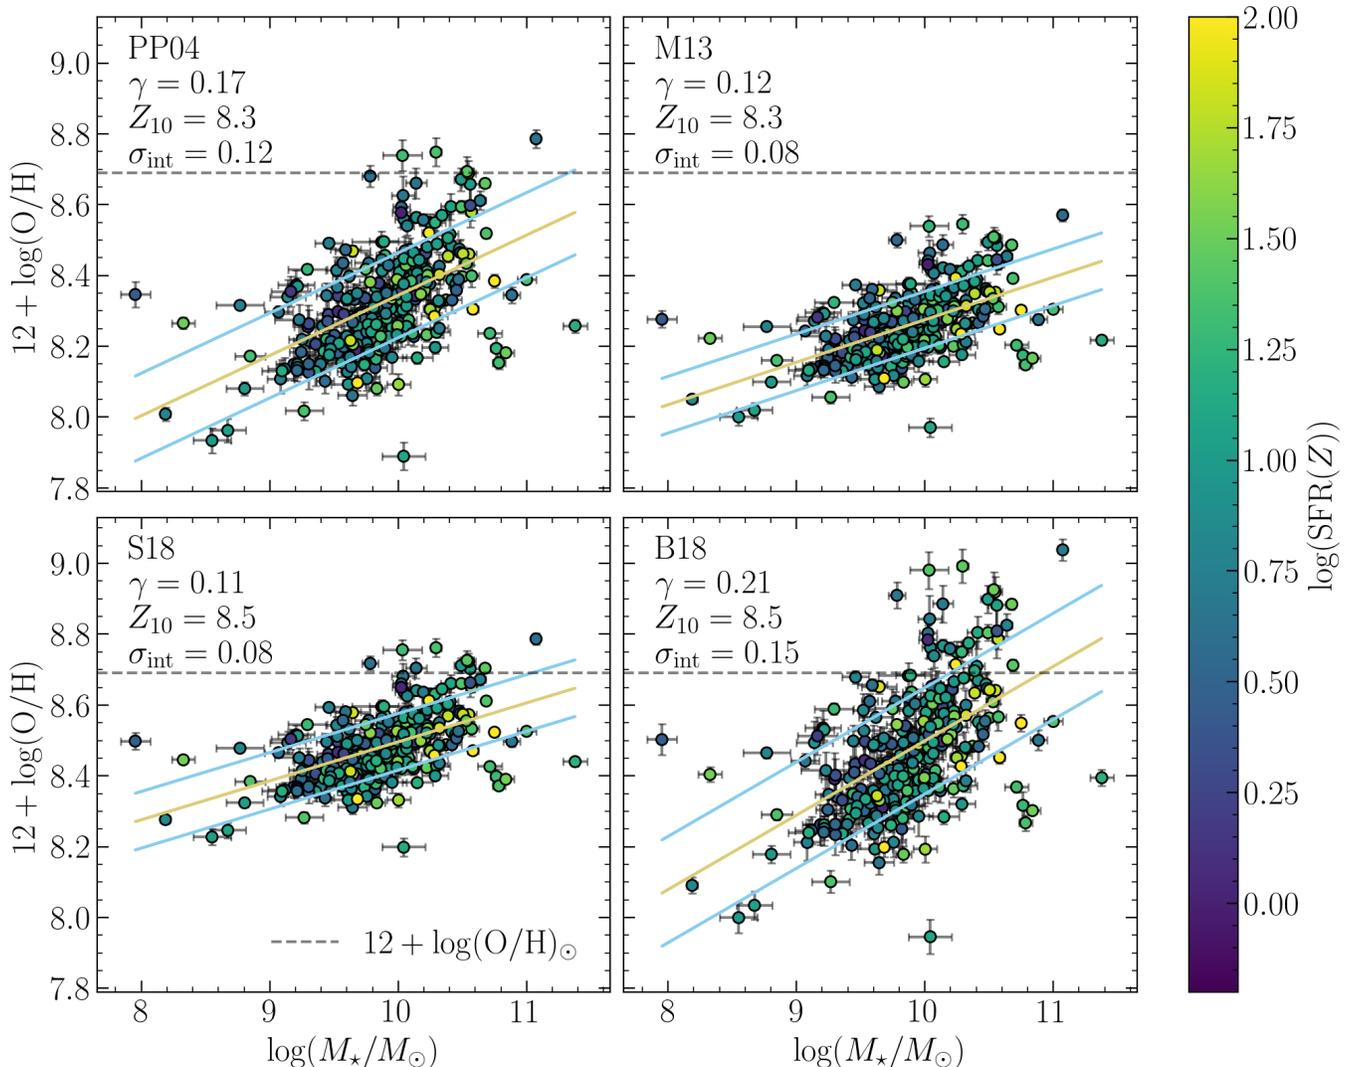 PP04
γ = 0.17
Z₁₀ = 8.3
σᵢₙₜ = 0.12
M13
γ = 0.12
Z₁₀ = 8.3
σᵢₙₜ = 0.08
9.0
8.8
8.6
8.4
8.2
8.0
7.8
12 + log(O/H)
S18
γ = 0.11
Z₁₀ = 8.5
σᵢₙₜ = 0.08
B18
γ = 0.21
Z₁₀ = 8.5
σᵢₙₜ = 0.15
9.0
8.8
8.6
8.4
8.2
8.0
7.8
12 + log(O/H)
12 + log(O/H)⊙
8 9 10 11
8 9 10 11
log(M⋆/M⊙)
log(M⋆/M⊙)
2.00
1.75
1.50
1.25
1.00
0.75
0.50
0.25
0.00
log(SFR(Z))